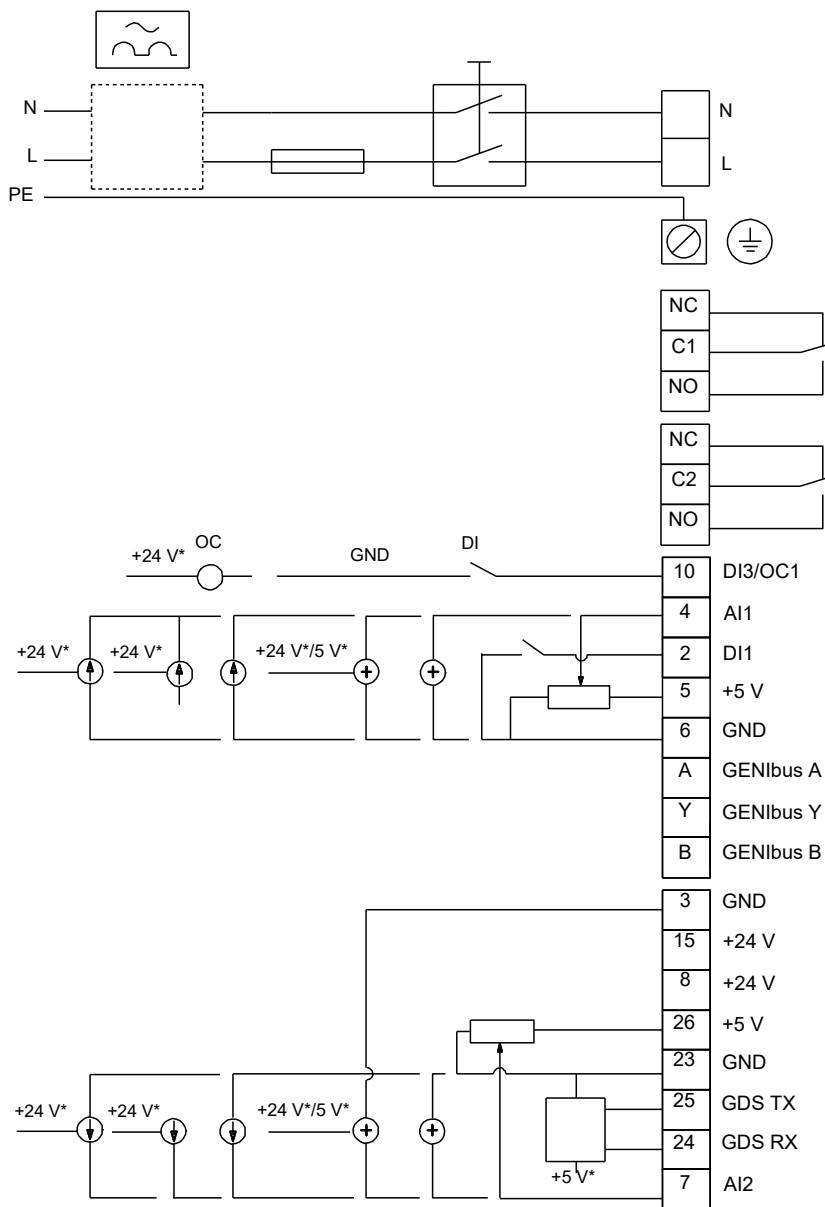 N
N
L
L
PE
NC
C1
NO
NC
C2
NO
+24 V* OC GND DI 10 DI3/OC1
4 AI1
+24 V* +24 V* +24 V*/5 V* 2 DI1
5 +5 V
6 GND
A GENIbus A
Y GENIbus Y
B GENIbus B
3 GND
15 +24 V
8 +24 V
26 +5 V
23 GND
+24 V* +24 V* +24 V*/5 V* 25 GDS TX
24 GDS RX
+5 V* 7 AI2